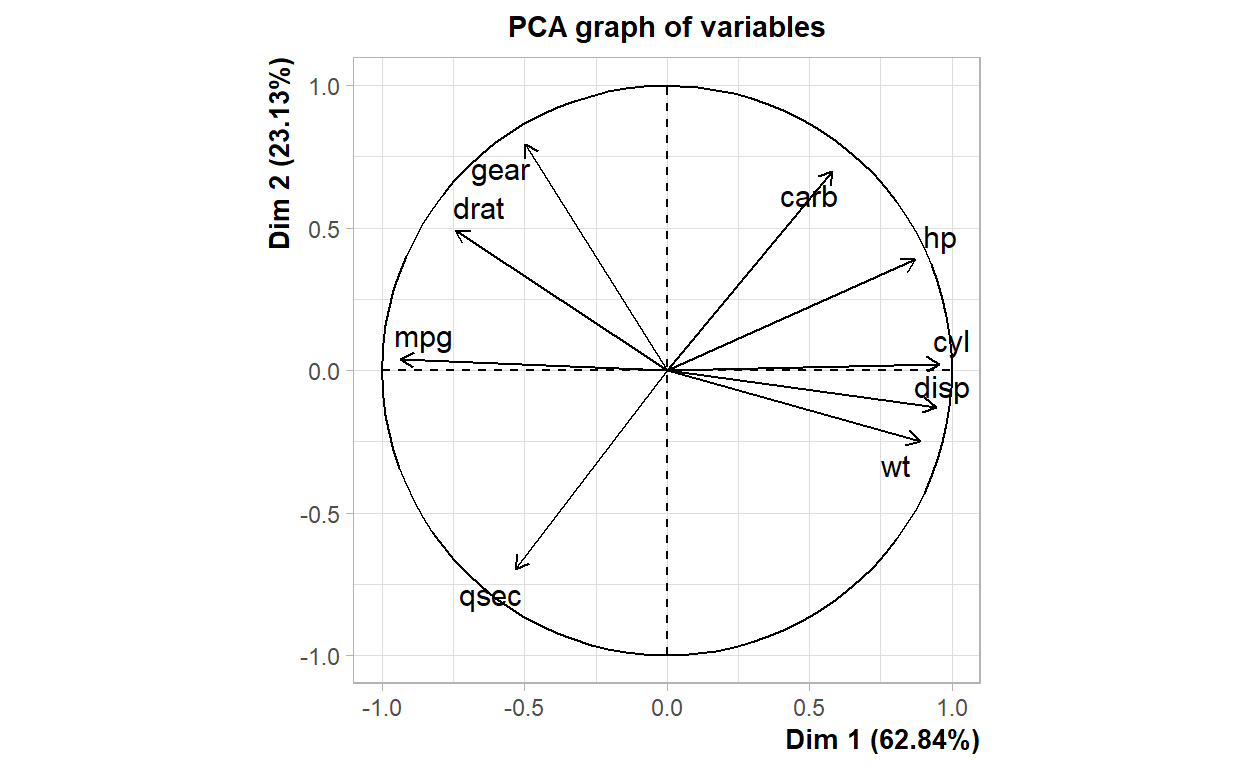 PCA graph of variables
Dim 2 (23.13%)
1.0
0.5
0.0
-0.5
-1.0
gear
carb
drat
hp
mpg
cyl
disp
wt
qsec
-1.0
-0.5
0.0
0.5
1.0
Dim 1 (62.84%)